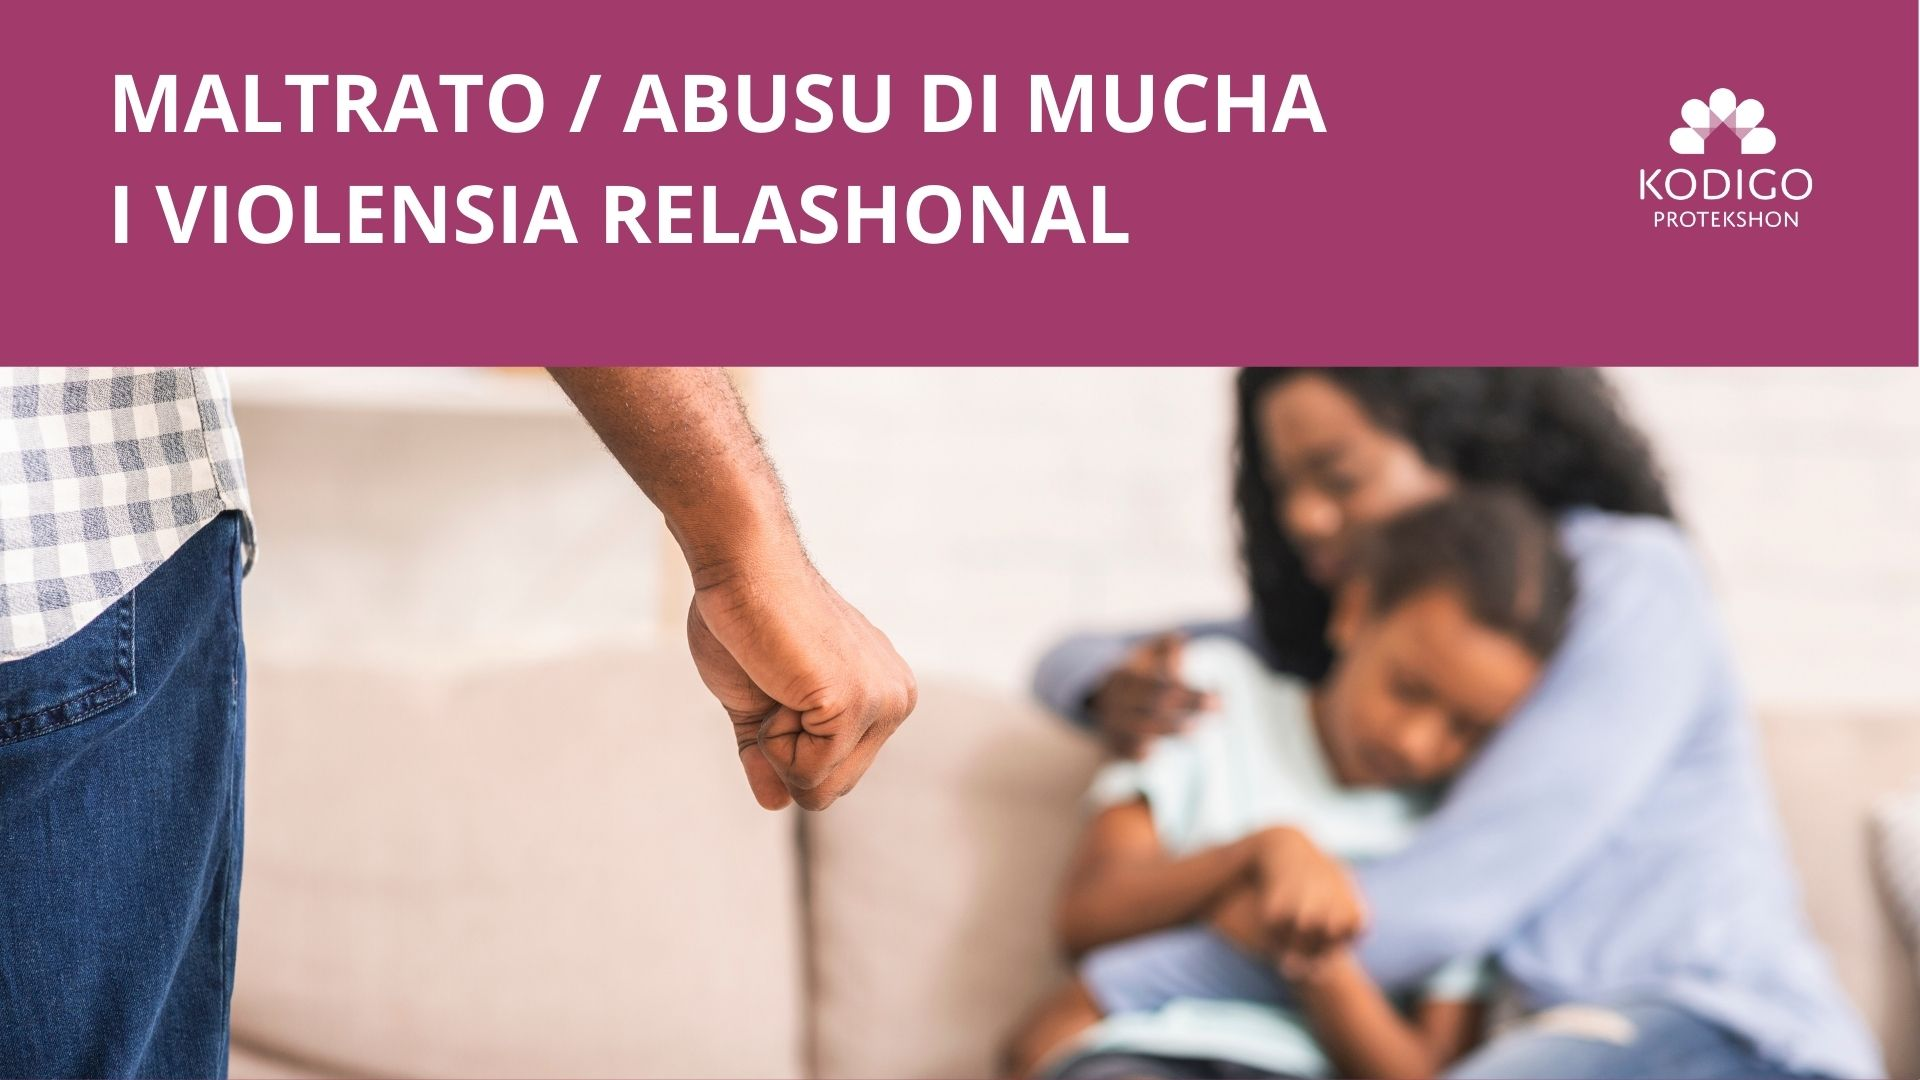 MALTRATO / ABUSU DI MUCHA
I VIOLENSIA RELASHONAL
KODIGO
PROTEKSHON